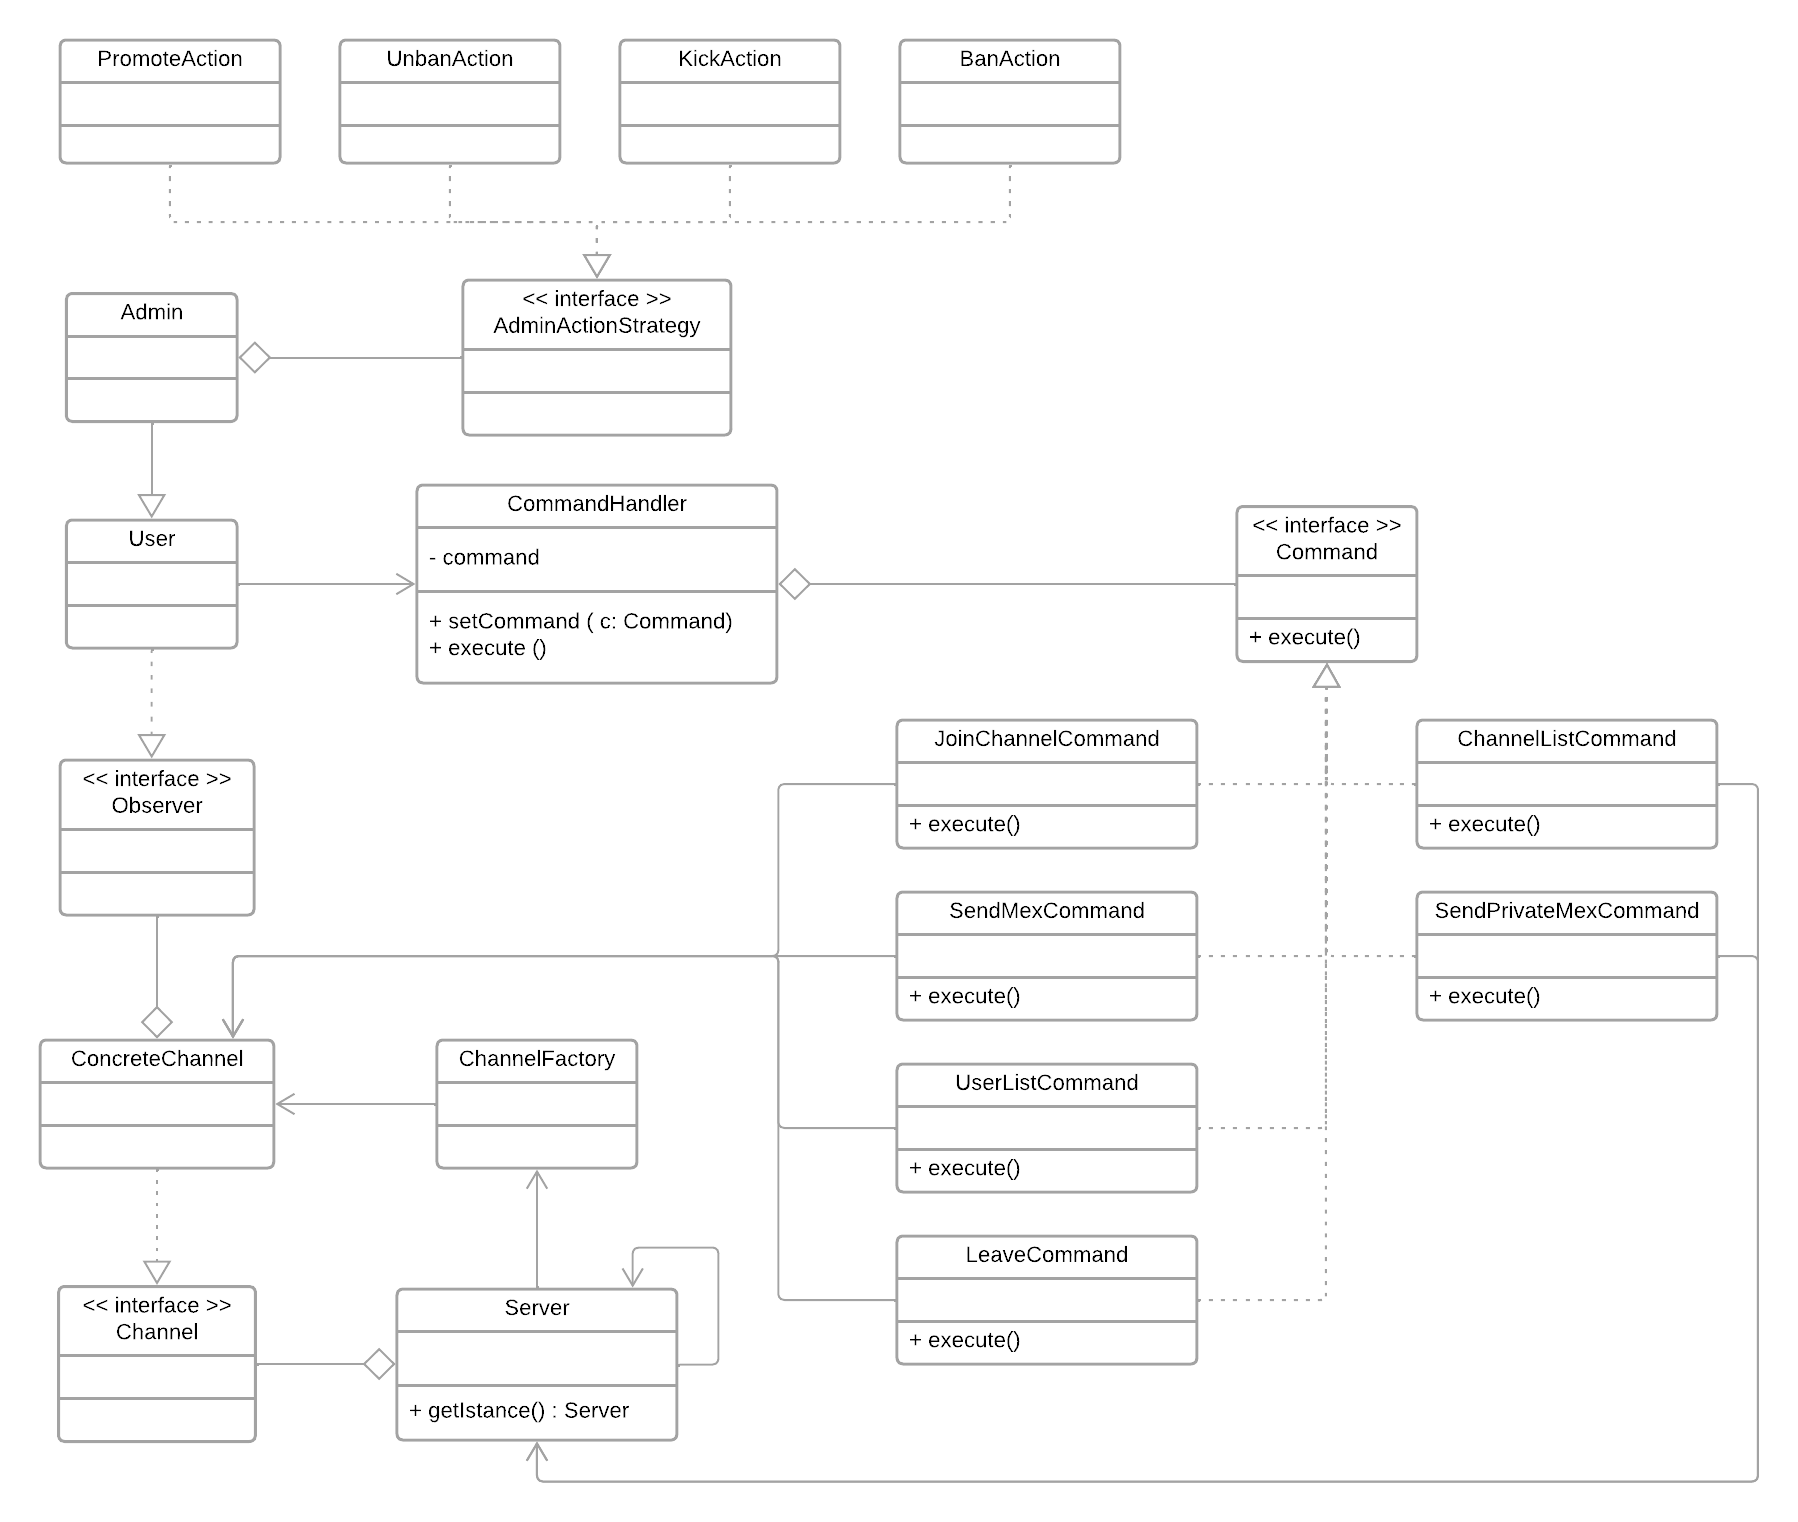 PromoteAction
UnbanAction
KickAction
BanAction
<< interface >>
AdminActionStrategy
Admin
CommandHandler
- command
+ setCommand ( c: Command)
+ execute ()
<< interface >>
Command
+ execute()
User
<< interface >>
Observer
JoinChannelCommand
+ execute()
ChannelListCommand
+ execute()
SendMexCommand
+ execute()
SendPrivateMexCommand
+ execute()
ConcreteChannel
ChannelFactory
UserListCommand
+ execute()
LeaveCommand
+ execute()
<< interface >>
Channel
Server
+ getIstance() : Server